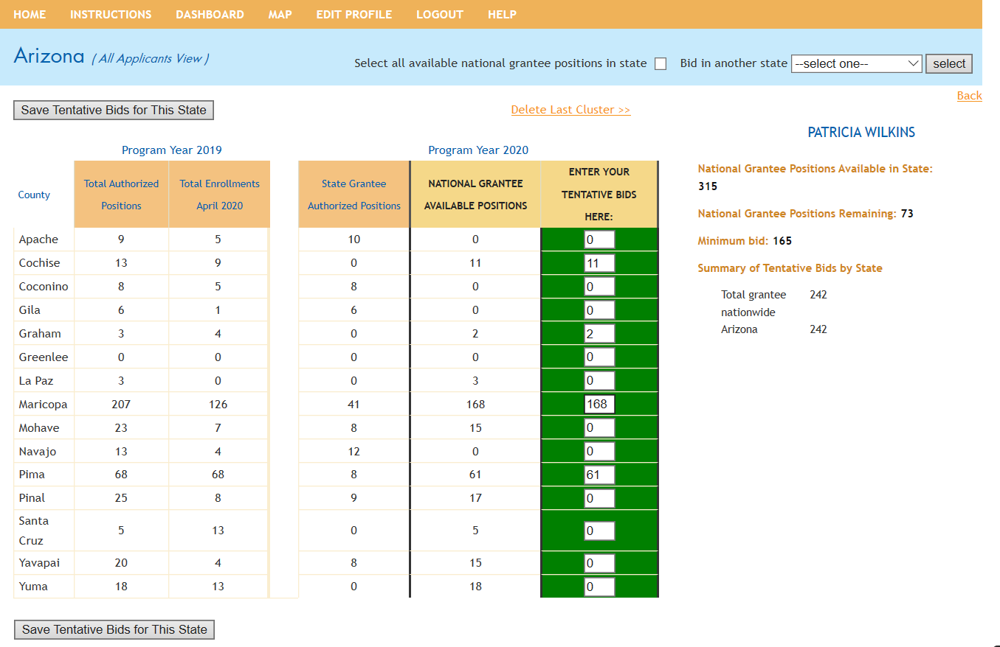 HOME INSTRUCTIONS DASHBOARD MAP EDIT PROFILE LOGOUT HELP
Arizona ( All Applicants View )
Select all available national grantee positions in state Bid in another state --select one-- select
Back
Save Tentative Bids for This State
Delete Last Cluster >>
PATRICIA WILKINS
National Grantee Positions Available in State:
315
National Grantee Positions Remaining: 73
Minimum bid: 165
Summary of Tentative Bids by State
Total grantee 242
nationwide
Arizona 242
Program Year 2019 Program Year 2020
County
Total Authorized
Positions
Total Enrollments
April 2020
State Grantee
Authorized Positions
NATIONAL GRANTEE
AVAILABLE POSITIONS
ENTER YOUR
TENTATIVE BIDS
HERE:
Apache 9 5 10 0 0
Cochise 13 9 0 11 11
Coconino 8 5 8 0 0
Gila 6 1 6 0 0
Graham 3 4 0 2 2
Greenlee 0 0 0 0 0
La Paz 3 0 0 3 0
Maricopa 207 126 41 168 168
Mohave 23 7 8 15 0
Navajo 13 4 12 0 0
Pima 68 68 8 61 61
Pinal 25 8 9 17 0
Santa
Cruz 5 13 0 5 0
Yavapai 20 4 8 15 0
Yuma 18 13 0 18 0
Save Tentative Bids for This State